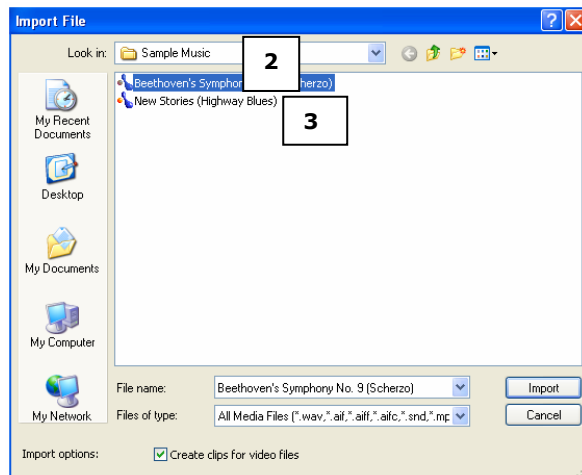 Import File
Look in: Sample Music
2
Beethoven's Symphony herzo)
New Stories (Highway Blues)
3
My Recent
Documents
Desktop
My Documents
My Computer
My Network
File name: Beethoven's Symphony No. 9 (Scherzo) Import
Files of type: All Media Files (*.wav,*.aif,*.aiff,*.aifc,*.snd,*.mp Cancel
Import options: Create clips for video files